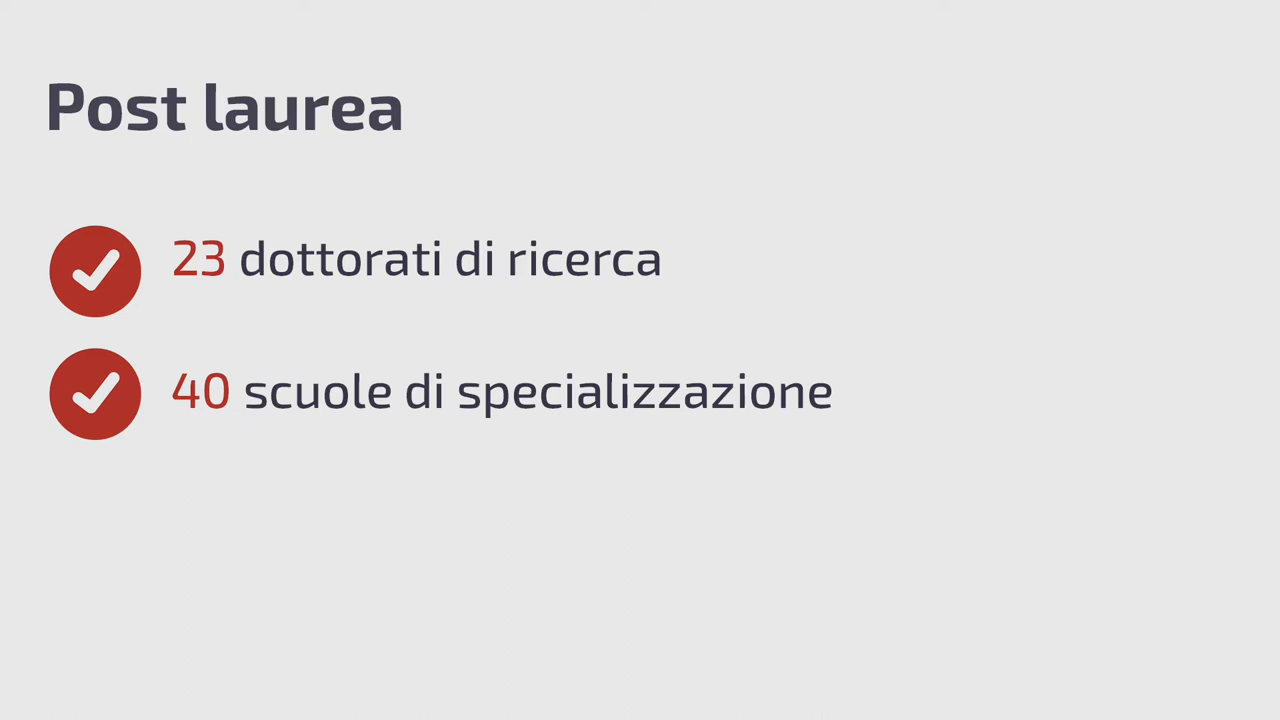 Post laurea
23 dottorati di ricerca
40 scuole di specializzazione